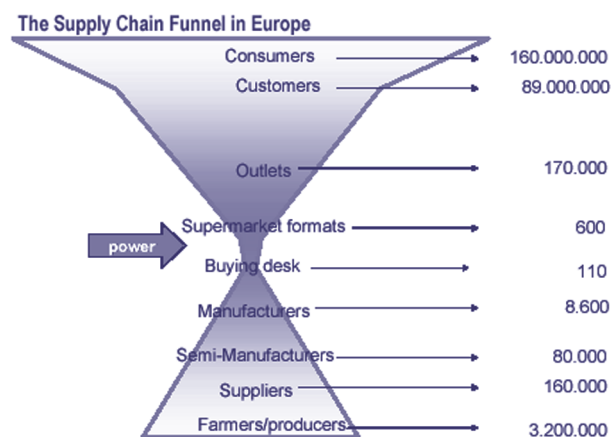 The Supply Chain Funnel in Europe
Consumers 160.000.000
Customers 89.000.000
Outlets 170.000
Supermarket formats 600
power
Buying desk 110
Manufacturers 8.600
Semi-Manufacturers 80.000
Suppliers 160.000
Farmers/producers 3.200.000